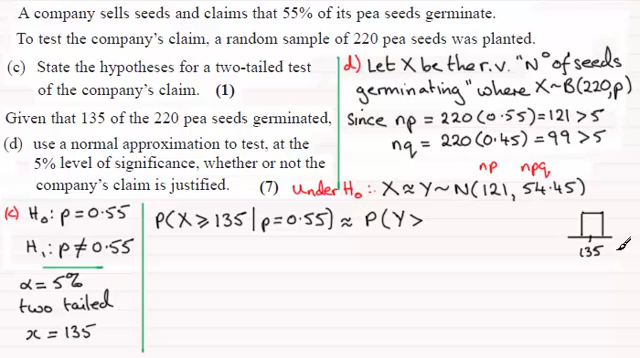 A company sells seeds and claims that 55% of its pea seeds germinate.
To test the company's claim, a random sample of 220 pea seeds was planted.
(c) State the hypotheses for a two-tailed test
of the company's claim. (1)
Given that 135 of the 220 pea seeds germinated,
(d) use a normal approximation to test, at the
5% level of significance, whether or not the
company's claim is justified. (7)
d) Let X be the r.v. "N° of seeds
germinating" where X~B(220,p)
Since np = 220(0.55)=121 >5
nq = 220(0.45)=99 >5
np npq
Under H₀: X ≈ Y ~ N(121, 54.45)
(c) H₀: p=0.55
H₁: p≠0.55
α = 5%
two tailed
x = 135
P(X ⩾ 135 | p=0.55) ≈ P(Y >
135